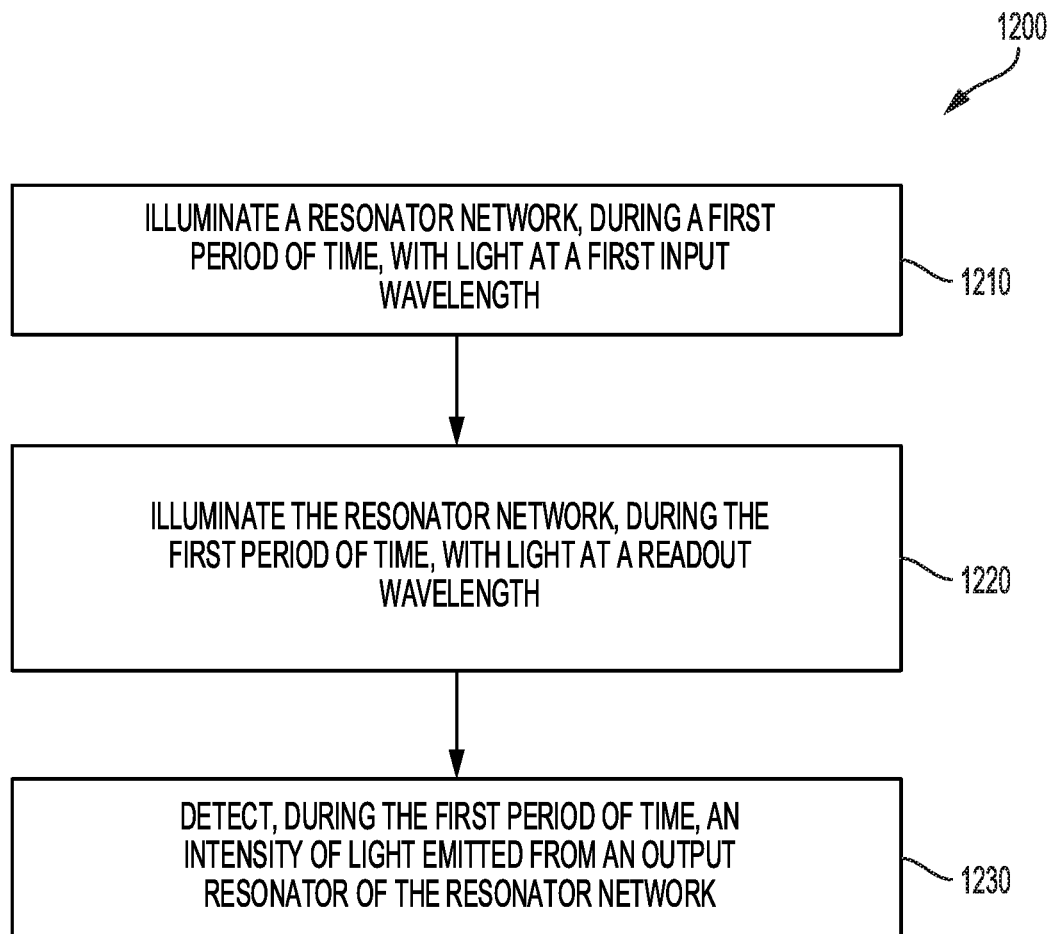 1200
ILLUMINATE A RESONATOR NETWORK, DURING A FIRST
PERIOD OF TIME, WITH LIGHT AT A FIRST INPUT
WAVELENGTH
1210
ILLUMINATE THE RESONATOR NETWORK, DURING THE
FIRST PERIOD OF TIME, WITH LIGHT AT A READOUT
WAVELENGTH
1220
DETECT, DURING THE FIRST PERIOD OF TIME, AN
INTENSITY OF LIGHT EMITTED FROM AN OUTPUT
RESONATOR OF THE RESONATOR NETWORK
1230